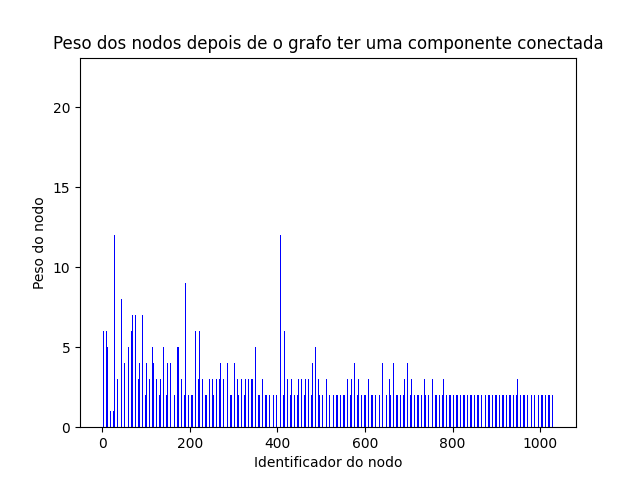 Peso dos nodos depois de o grafo ter uma componente conectada
20
15
10
5
0
Peso do nodo
0 200 400 600 800 1000
Identificador do nodo